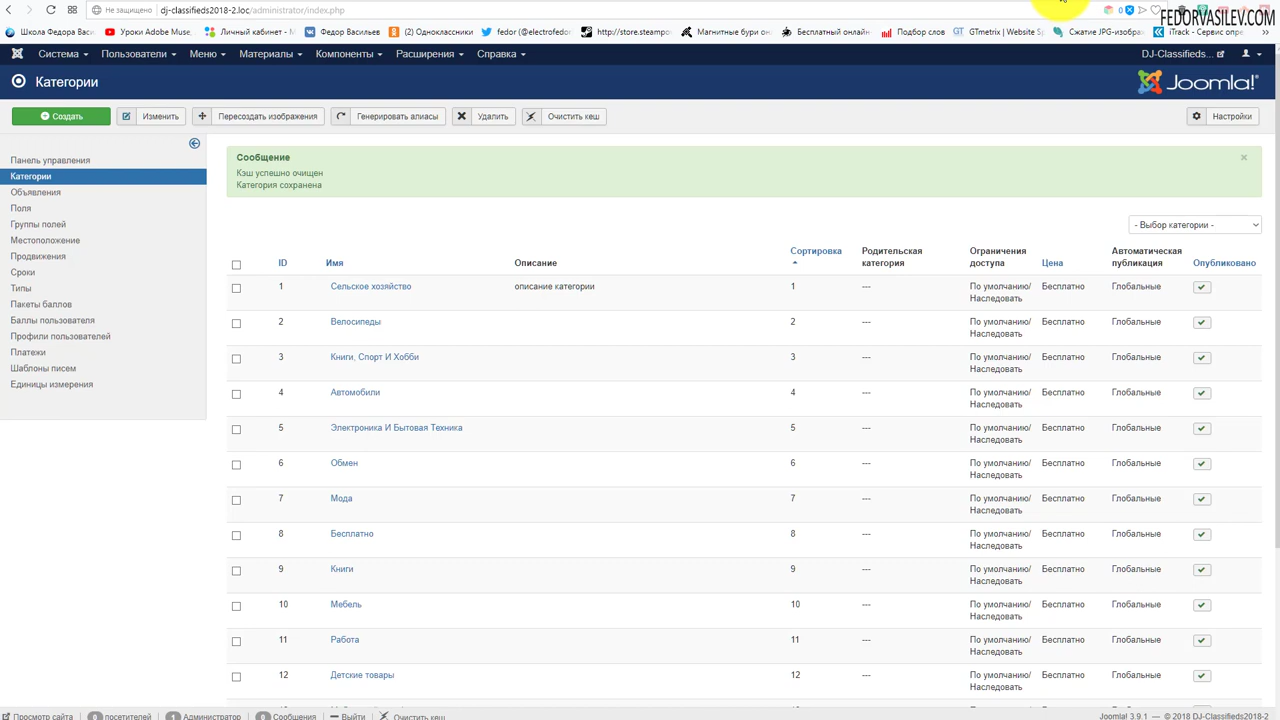 Не защищено dj-classifieds2018-2.loc/administrator/index.php
0
FEDORVASILEV.COM
Школа Федора Васи Уроки Adobe Muse, Личный кабинет - М Федор Васильев (2) Одноклассники fedor (@electrofedor http://store.steampo Магнитные бури он Бесплатный онлайн Подбор слов GTmetrix | Website S Сжатие JPG-изображ iTrack - Сервис опре
Система Пользователи Меню Материалы Компоненты Расширения Справка DJ-Classifieds...
Категории Joomla!®
Создать Изменить Пересоздать изображения Генерировать алиасы Удалить Очистить кеш Настройки
Панель управления
Категории
Объявления
Поля
Группы полей
Местоположение
Продвижения
Сроки
Типы
Пакеты баллов
Баллы пользователя
Профили пользователей
Платежи
Шаблоны писем
Единицы измерения
Сообщение
Кэш успешно очищен
Категория сохранена
- Выбор категории -
ID Имя Описание Сортировка Родительская категория Ограничения доступа Цена Автоматическая публикация Опубликовано
1 Сельское хозяйство описание категории 1 --- По умолчанию/ Бесплатно Глобальные
Наследовать
2 Велосипеды 2 --- По умолчанию/ Бесплатно Глобальные
Наследовать
3 Книги, Спорт И Хобби 3 --- По умолчанию/ Бесплатно Глобальные
Наследовать
4 Автомобили 4 --- По умолчанию/ Бесплатно Глобальные
Наследовать
5 Электроника И Бытовая Техника 5 --- По умолчанию/ Бесплатно Глобальные
Наследовать
6 Обмен 6 --- По умолчанию/ Бесплатно Глобальные
Наследовать
7 Мода 7 --- По умолчанию/ Бесплатно Глобальные
Наследовать
8 Бесплатно 8 --- По умолчанию/ Бесплатно Глобальные
Наследовать
9 Книги 9 --- По умолчанию/ Бесплатно Глобальные
Наследовать
10 Мебель 10 --- По умолчанию/ Бесплатно Глобальные
Наследовать
11 Работа 11 --- По умолчанию/ Бесплатно Глобальные
Наследовать
12 Детские товары 12 --- По умолчанию/ Бесплатно Глобальные
Наследовать
Просмотр сайта 0 посетителей 1 Администратор 0 Сообщения Выйти Очистить кеш Joomla! 3.9.1 — © 2018 DJ-Classifieds2018-2